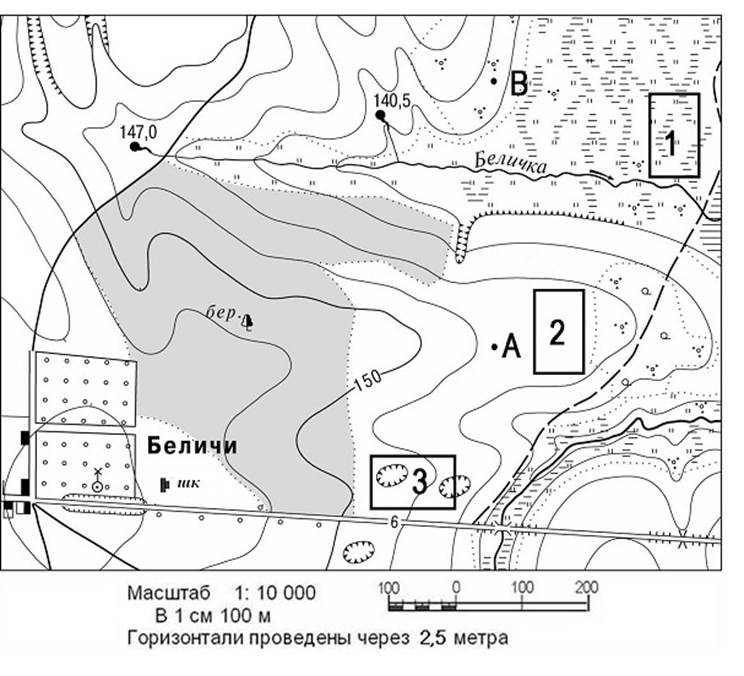 В
140,5
147,0
1
Беличка
бер.
2
А
150
Беличи
шк
3
6
Масштаб 1: 10 000
В 1 см 100 м
Горизонтали проведены через 2,5 метра
100 0 100 200